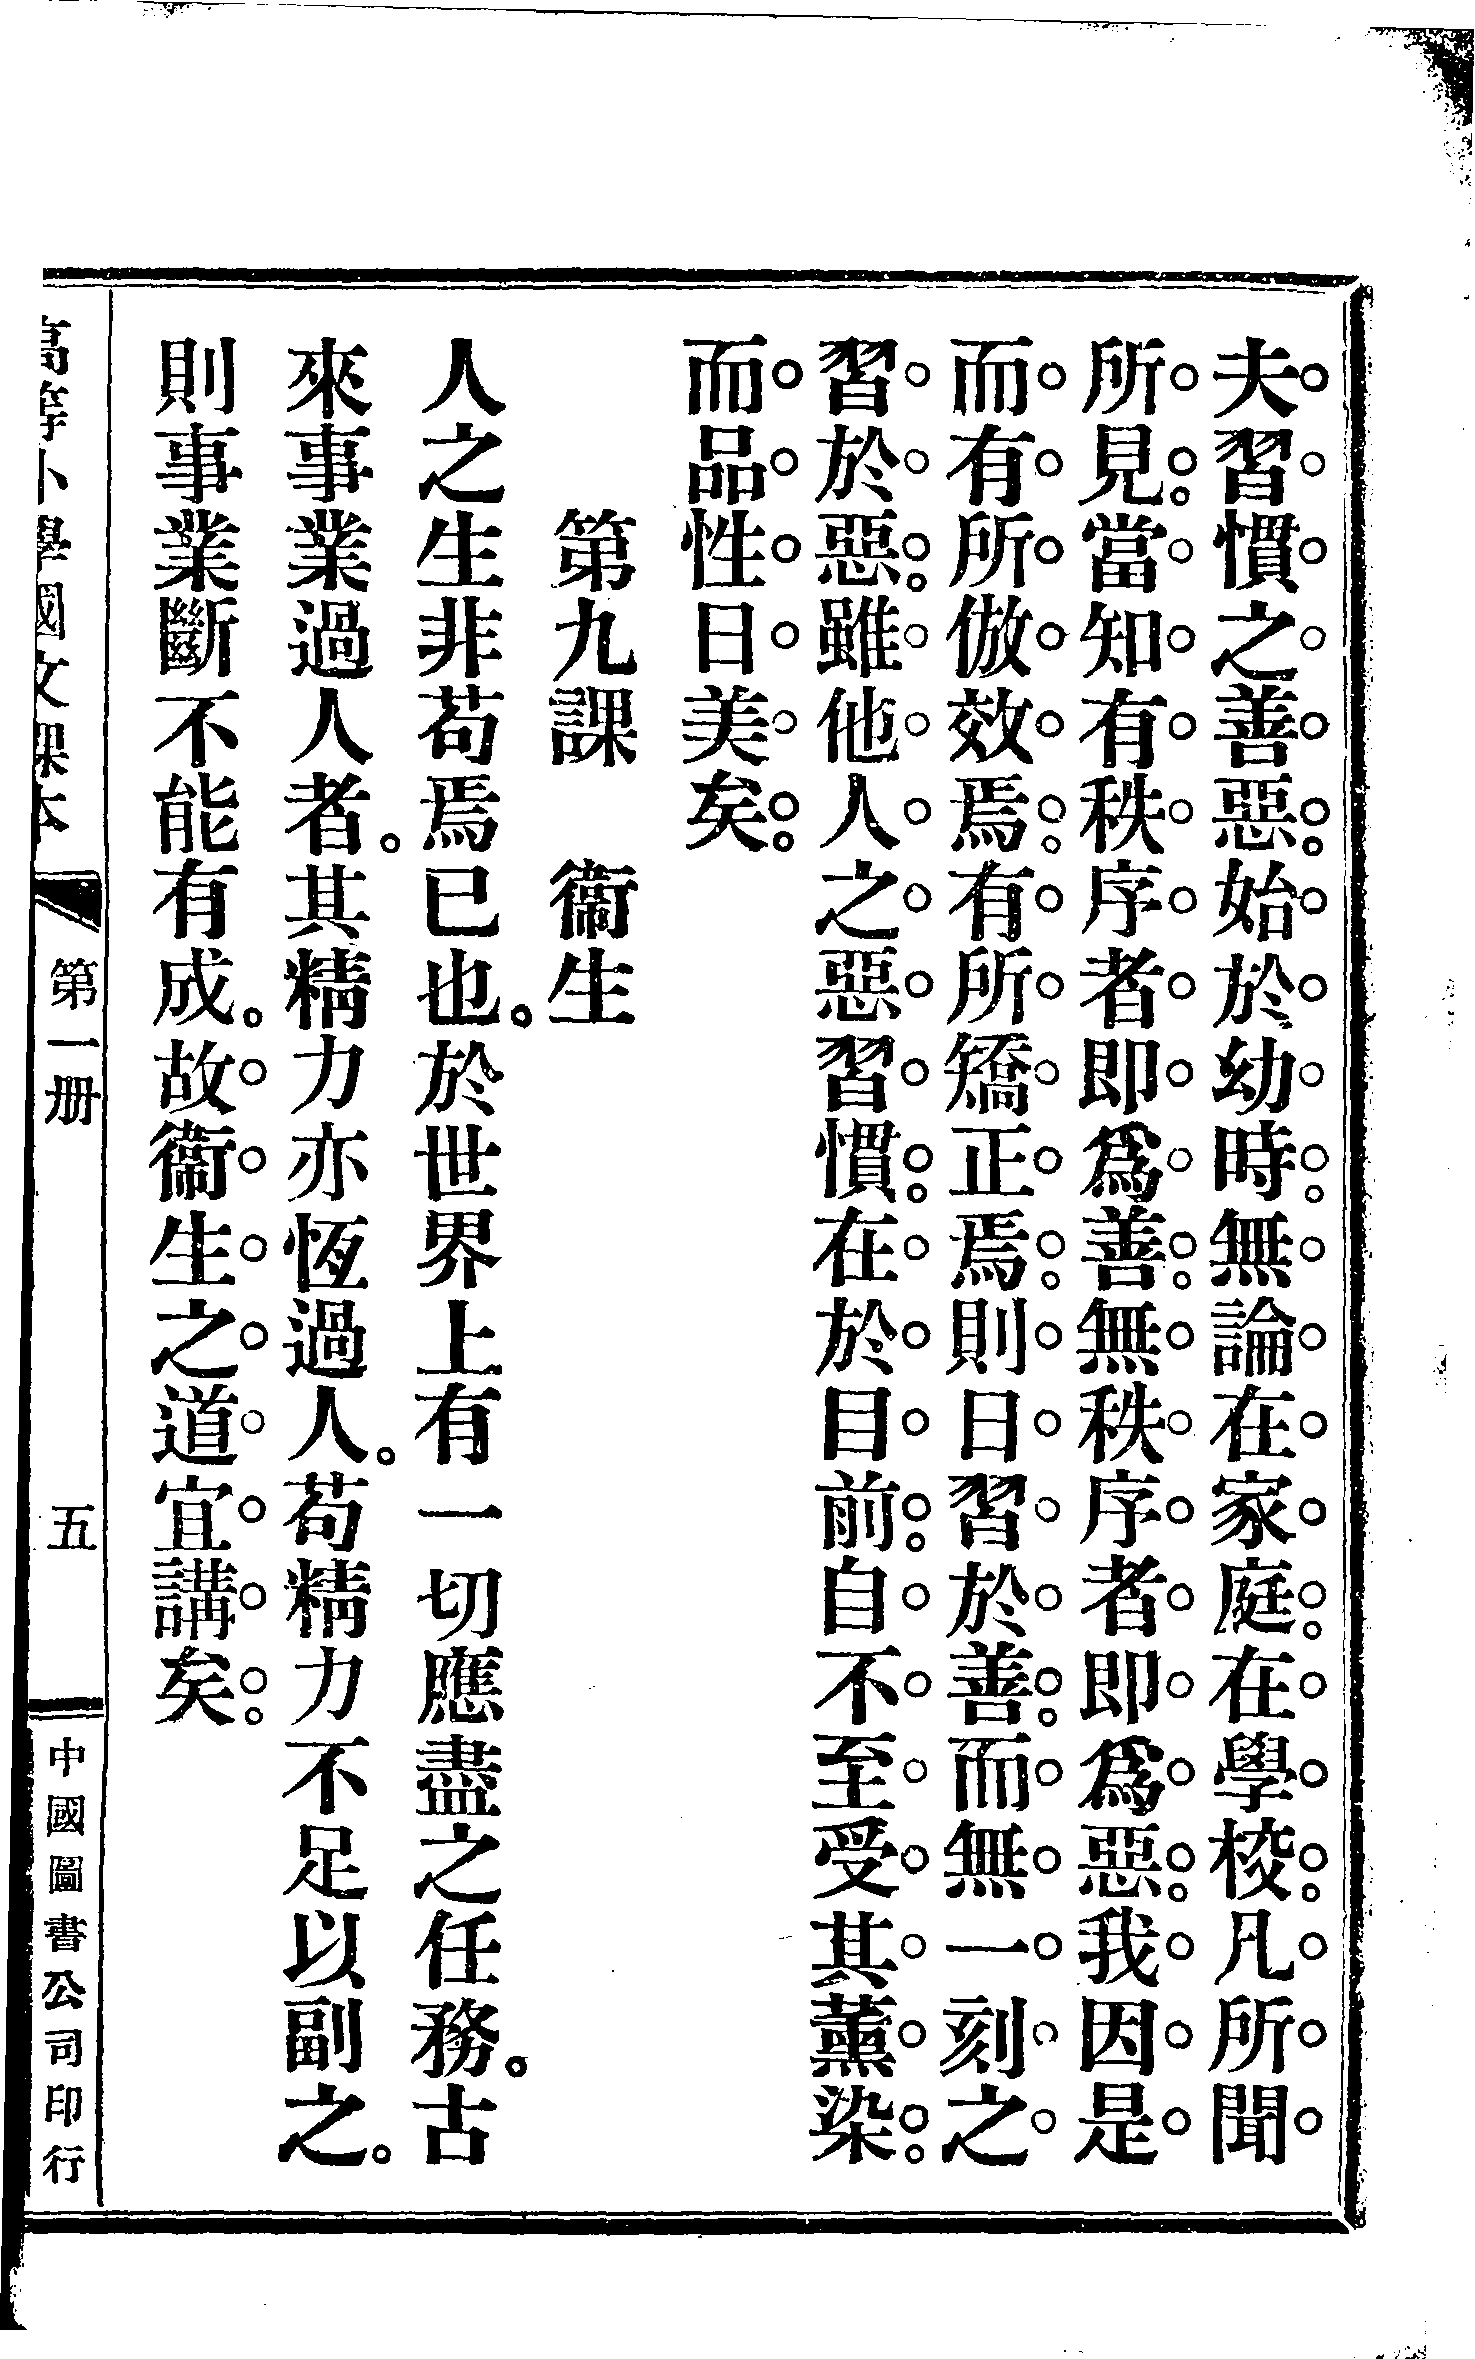 夫習慣之善惡。始於幼時。無論在家庭。在學校。凡所聞
所見。當知有秩序者即爲善。無秩序者即爲惡。我因是
而有所倣效焉。有所矯正焉。則日習於善。而無一刻之
習於惡。雖他人之惡習慣。在於目前。自不至受其薰染。
而品性日美矣。
第九課　衞生
人之生非苟焉已也。於世界上有一切應盡之任務。古
來事業過人者。其精力亦恆過人。苟精力不足以副之。
則事業斷不能有成。故衞生之道宜講矣。
高等小學國文課本　第一册　五　中國圖書公司印行